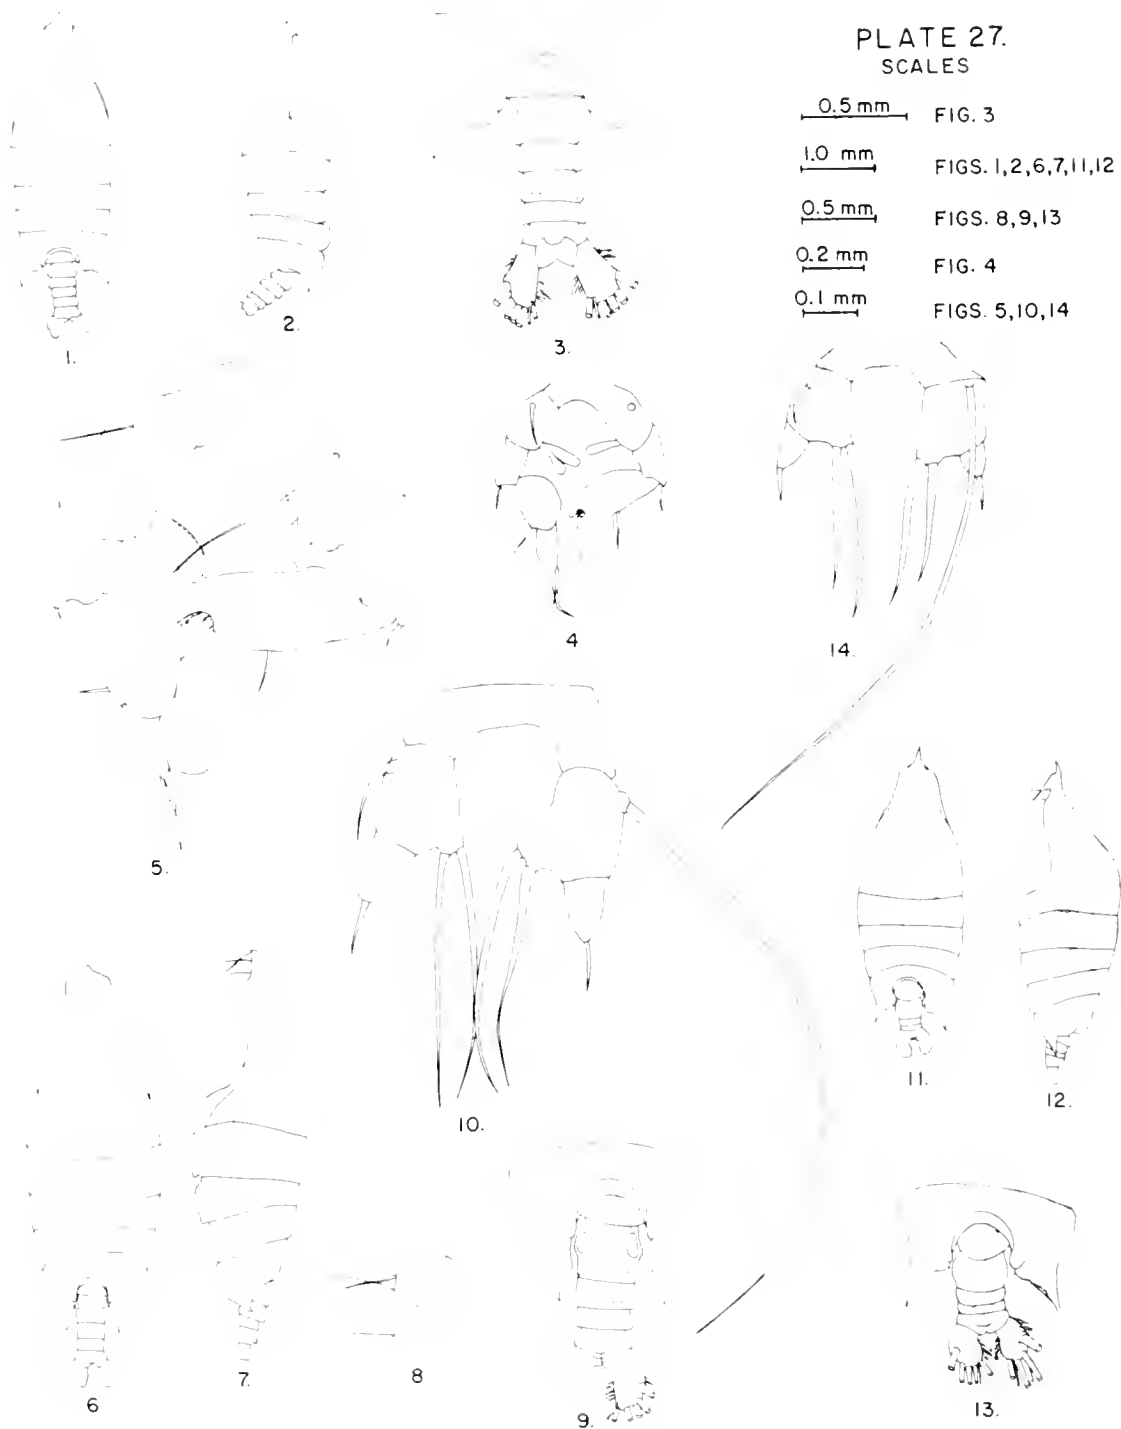 PLATE 27.
SCALES
0.5 mm FIG. 3
1.0 mm FIGS. 1,2,6,7,11,12
0.5 mm FIGS. 8,9,13
0.2 mm FIG. 4
0.1 mm FIGS. 5,10,14
1.
2.
3.
4
14.
5.
10.
11.
12.
6
7.
8
9.
13.